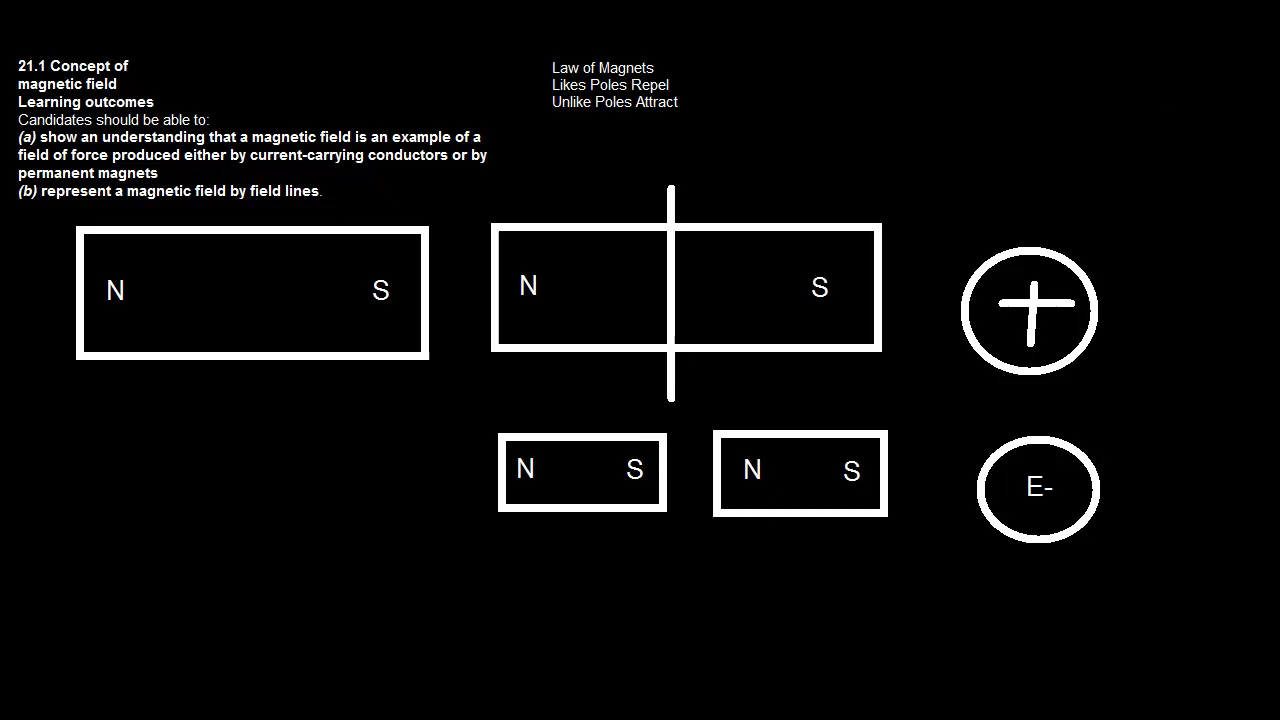 21.1 Concept of
magnetic field
Learning outcomes
Candidates should be able to:
(a) show an understanding that a magnetic field is an example of a
field of force produced either by current-carrying conductors or by
permanent magnets
(b) represent a magnetic field by field lines.
Law of Magnets
Likes Poles Repel
Unlike Poles Attract
N S
N S
+
N S
N S
E-